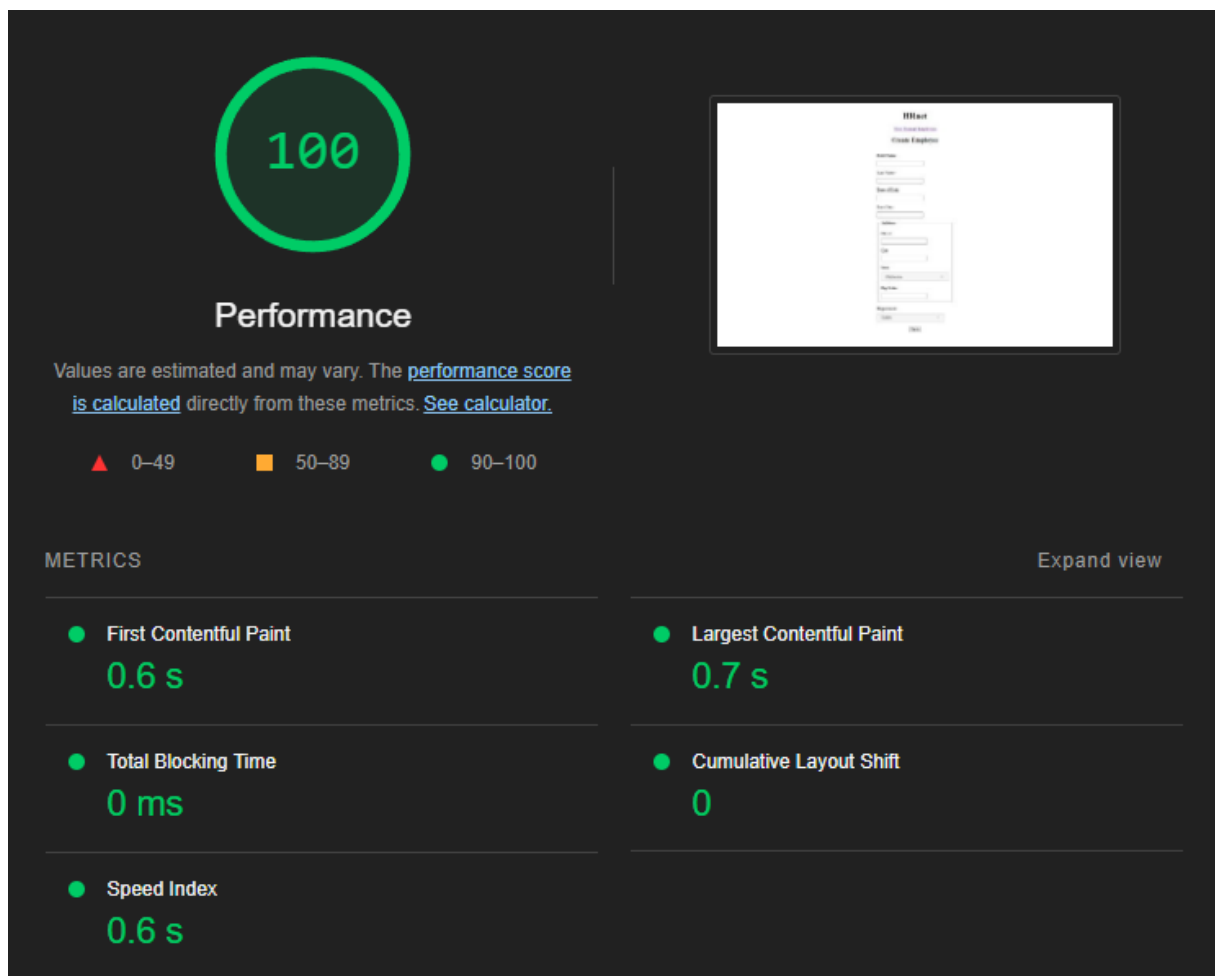 100
Performance
Values are estimated and may vary. The performance score
is calculated directly from these metrics. See calculator.
0–49
50–89
90–100
HRnet
Create Employee
METRICS
Expand view
First Contentful Paint
0.6 s
Largest Contentful Paint
0.7 s
Total Blocking Time
0 ms
Cumulative Layout Shift
0
Speed Index
0.6 s